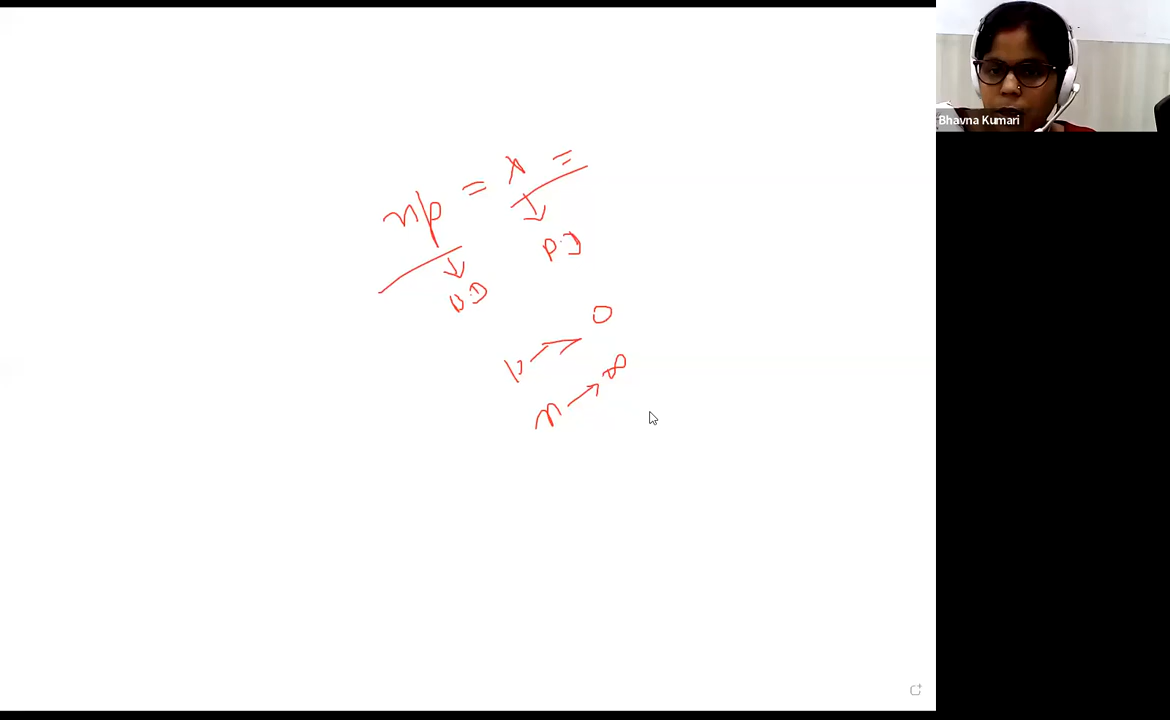 np = λ =
P.D
B.D
p → 0
n → ∞
Bhavna Kumari